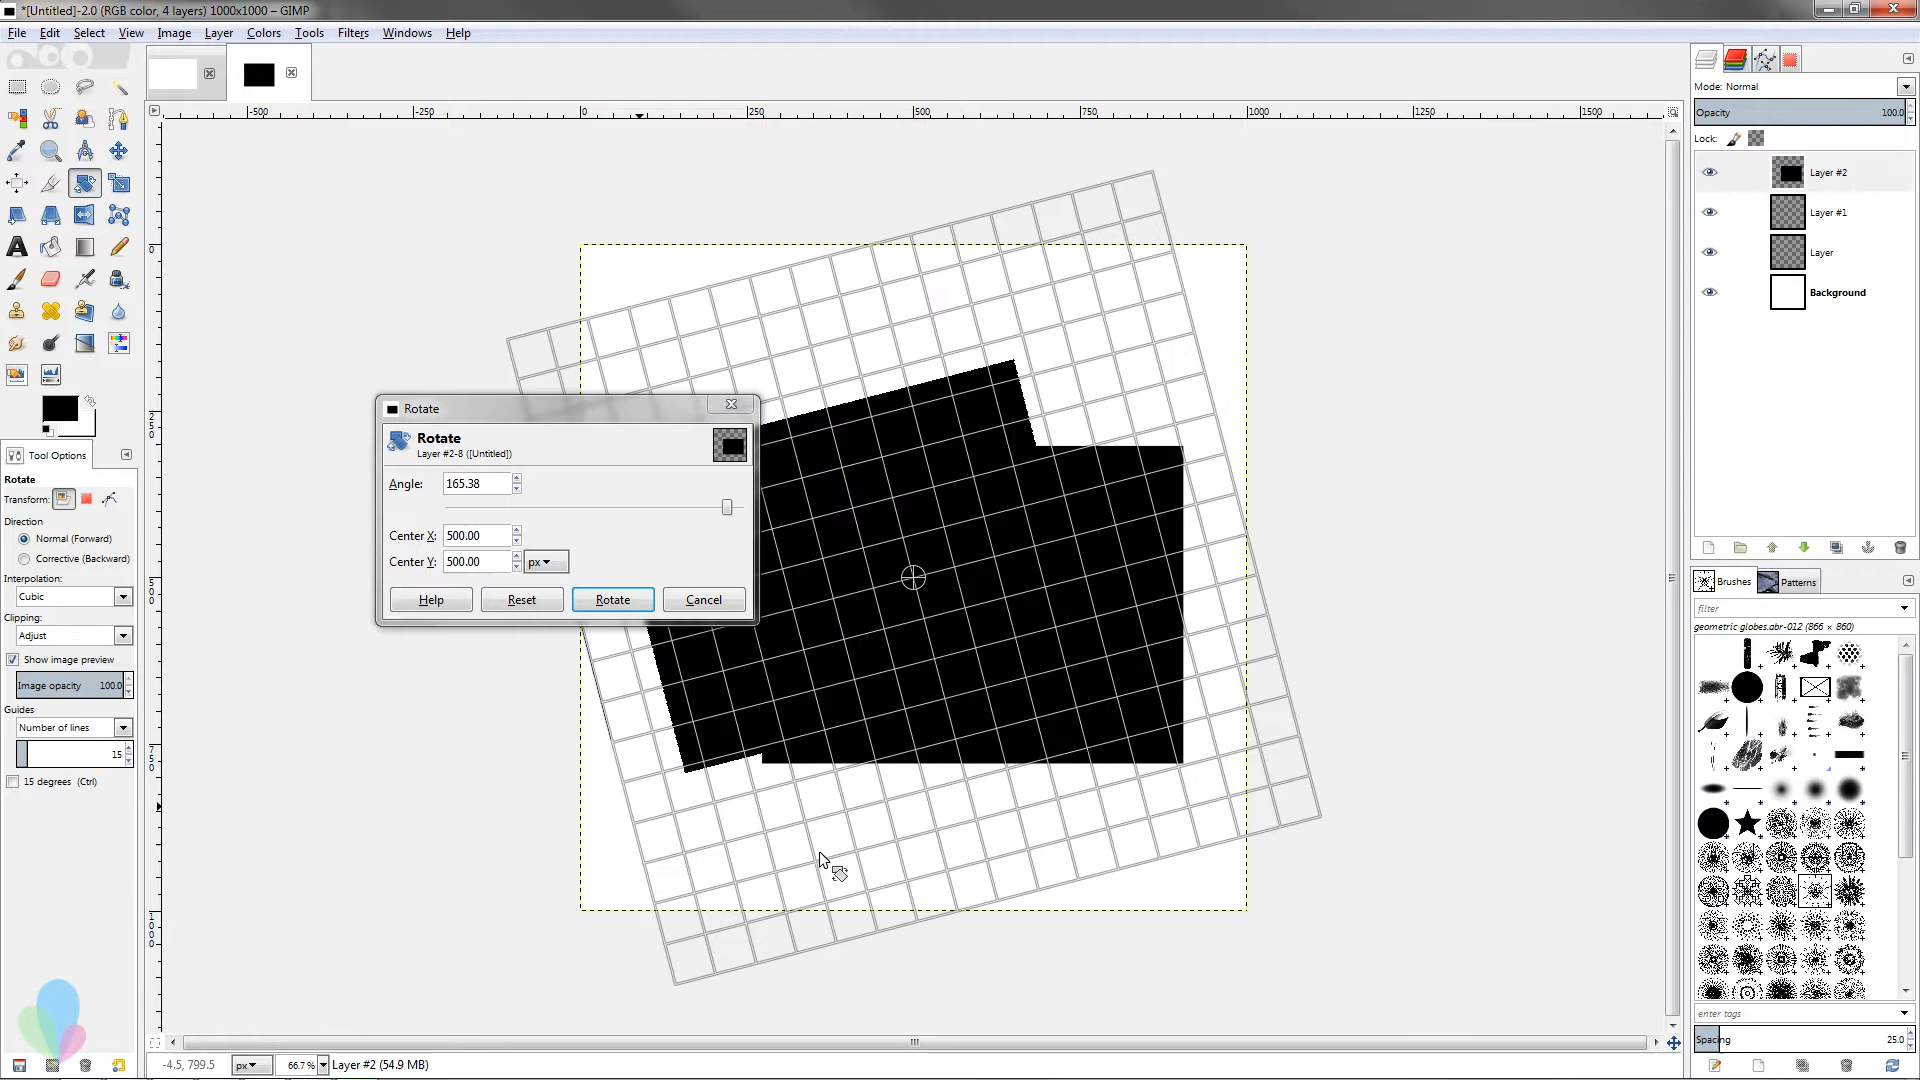 *[Untitled]-2.0 (RGB color, 4 layers) 1000x1000 – GIMP
File Edit Select View Image Layer Colors Tools Filters Windows Help
-500 -250 0 250 500 750 1000 1250 1500
Mode: Normal
Opacity 100.0
Lock:
Layer #2
Layer #1
Layer
Background
0
250
500
750
1000
Tool Options
Rotate
Transform:
Direction
Normal (Forward)
Corrective (Backward)
Interpolation:
Cubic
Clipping:
Adjust
Show image preview
Image opacity 100.0
Guides
Number of lines
15
15 degrees (Ctrl)
Rotate
Rotate
Layer #2-8 ([Untitled])
Angle: 165.38
Center X: 500.00
Center Y: 500.00 px
Help Reset Rotate Cancel
Brushes Patterns
filter
geometric globes.abr-012 (866 × 860)
enter tags
Spacing 25.0
-4.5, 799.5 px 66.7 % Layer #2 (54.9 MB)